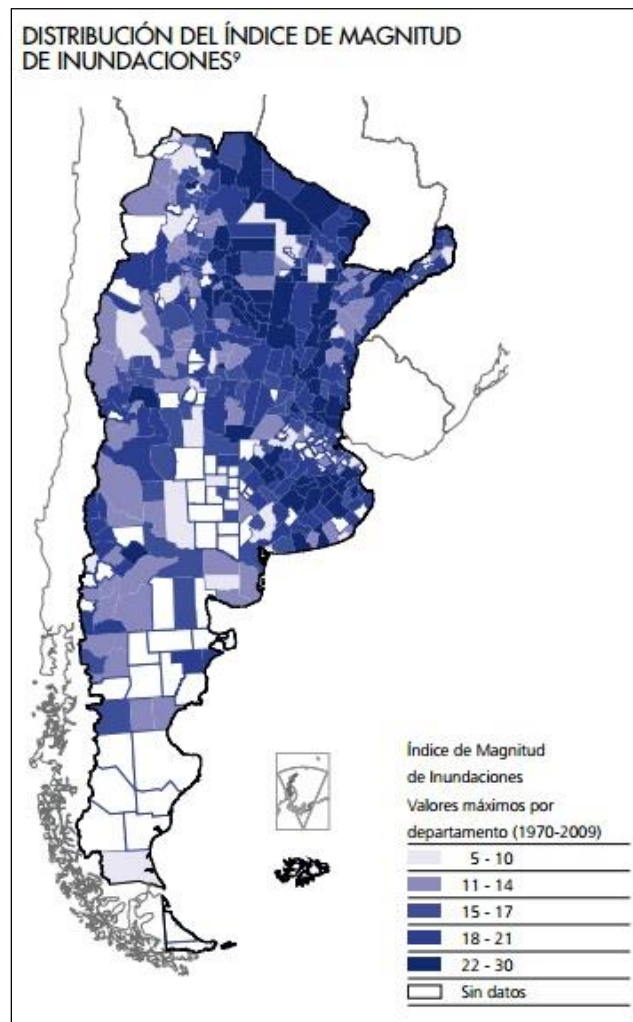 DISTRIBUCIÓN DEL ÍNDICE DE MAGNITUD
DE INUNDACIONES⁹
Índice de Magnitud
de Inundaciones
Valores máximos por
departamento (1970-2009)
5 - 10
11 - 14
15 - 17
18 - 21
22 - 30
Sin datos